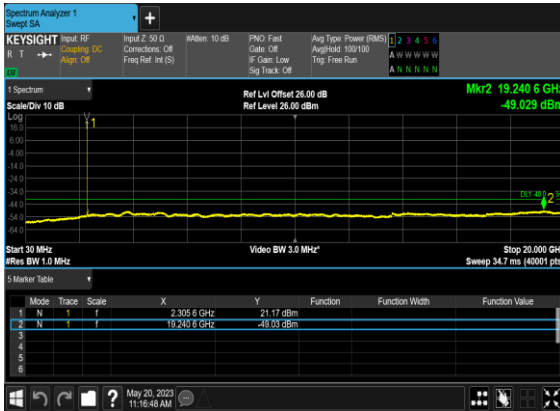 Spectrum Analyzer 1
Swept SA
+
KEYSIGHT Input: RF Input Z: 50 Ω #Atten: 10 dB PNO: Fast Avg Type: Power (RMS) 1 2 3 4 5 6
R T Coupling: DC Corrections: Off Gate: Off Avg|Hold: 100/100 A W W W W W
Align: Off Freq Ref: Int (S) IF Gain: Low Trig: Free Run A N N N N N
Sig Track: Off
1 Spectrum Ref Lvl Offset 26.00 dB Mkr2 19.240 6 GHz
Scale/Div 10 dB Ref Level 26.00 dBm -49.029 dBm
Log
1
16.0
6.00
-4.00
-14.0
-24.0
-34.0
-44.0
2
-54.0
-64.0
Start 30 MHz Video BW 3.0 MHz* Stop 20.000 GHz
#Res BW 1.0 MHz Sweep 34.7 ms (40001 pts)
5 Marker Table
Mode Trace Scale X Y Function Function Width Function Value
1 N 1 f 2.305 6 GHz 21.17 dBm
2 N 1 f 19.240 6 GHz -49.03 dBm
3
4
5
6
? May 20, 2023
11:16:48 AM